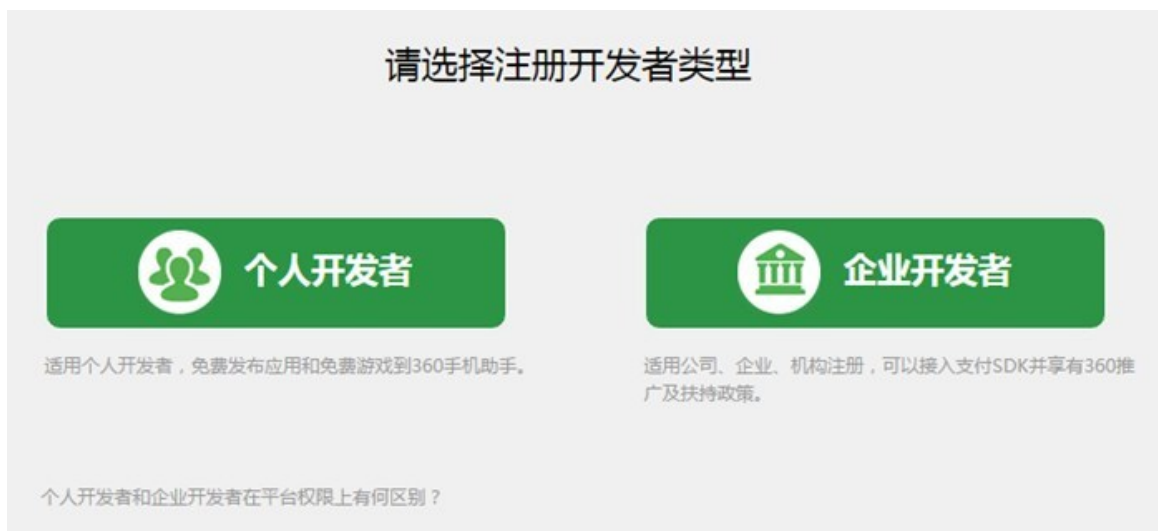 请选择注册开发者类型
个人开发者
企业开发者
适用个人开发者，免费发布应用和免费游戏到360手机助手。
适用公司、企业、机构注册，可以接入支付SDK并享有360推
广及扶持政策。
个人开发者和企业开发者在平台权限上有何区别？